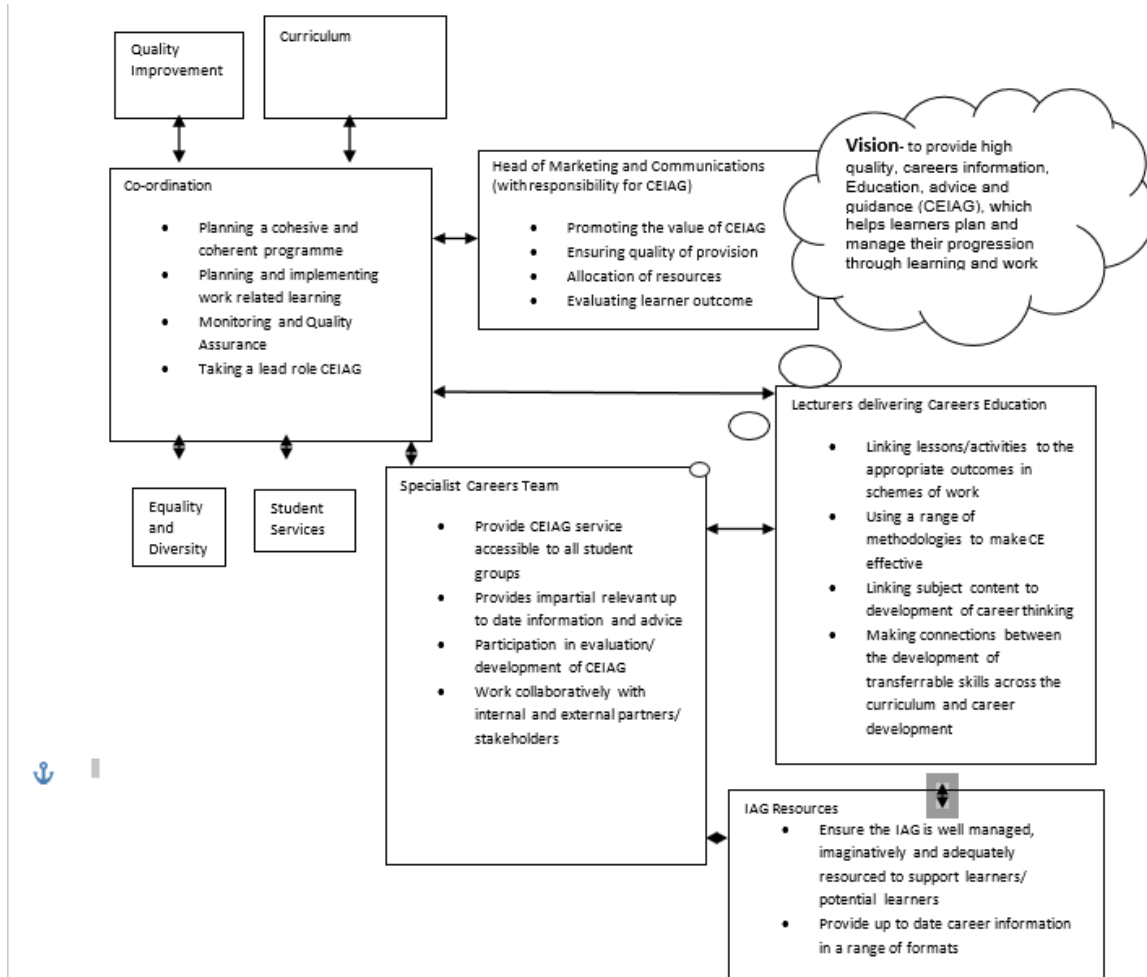 Quality
Improvement
Curriculum
Co-ordination
• Planning a cohesive and
coherent programme
• Planning and implementing
work related learning
• Monitoring and Quality
Assurance
• Taking a lead role CEIAG
Head of Marketing and Communications
(with responsibility for CEIAG)
• Promoting the value of CEIAG
• Ensuring quality of provision
• Allocation of resources
• Evaluating learner outcome
Vision- to provide high
quality, careers information,
Education, advice and
guidance (CEIAG), which
helps learners plan and
manage their progression
through learning and work
Equality
and
Diversity
Student
Services
Specialist Careers Team
• Provide CEIAG service
accessible to all student
groups
• Provides impartial relevant up
to date information and advice
• Participation in evaluation/
development of CEIAG
• Work collaboratively with
internal and external partners/
stakeholders
Lecturers delivering Careers Education
• Linking lessons/activities to the
appropriate outcomes in
schemes of work
• Using a range of
methodologies to make CE
effective
• Linking subject content to
development of career thinking
• Making connections between
the development of
transferrable skills across the
curriculum and career
development
IAG Resources
• Ensure the IAG is well managed,
imaginatively and adequately
resourced to support learners/
potential learners
• Provide up to date career information
in a range of formats